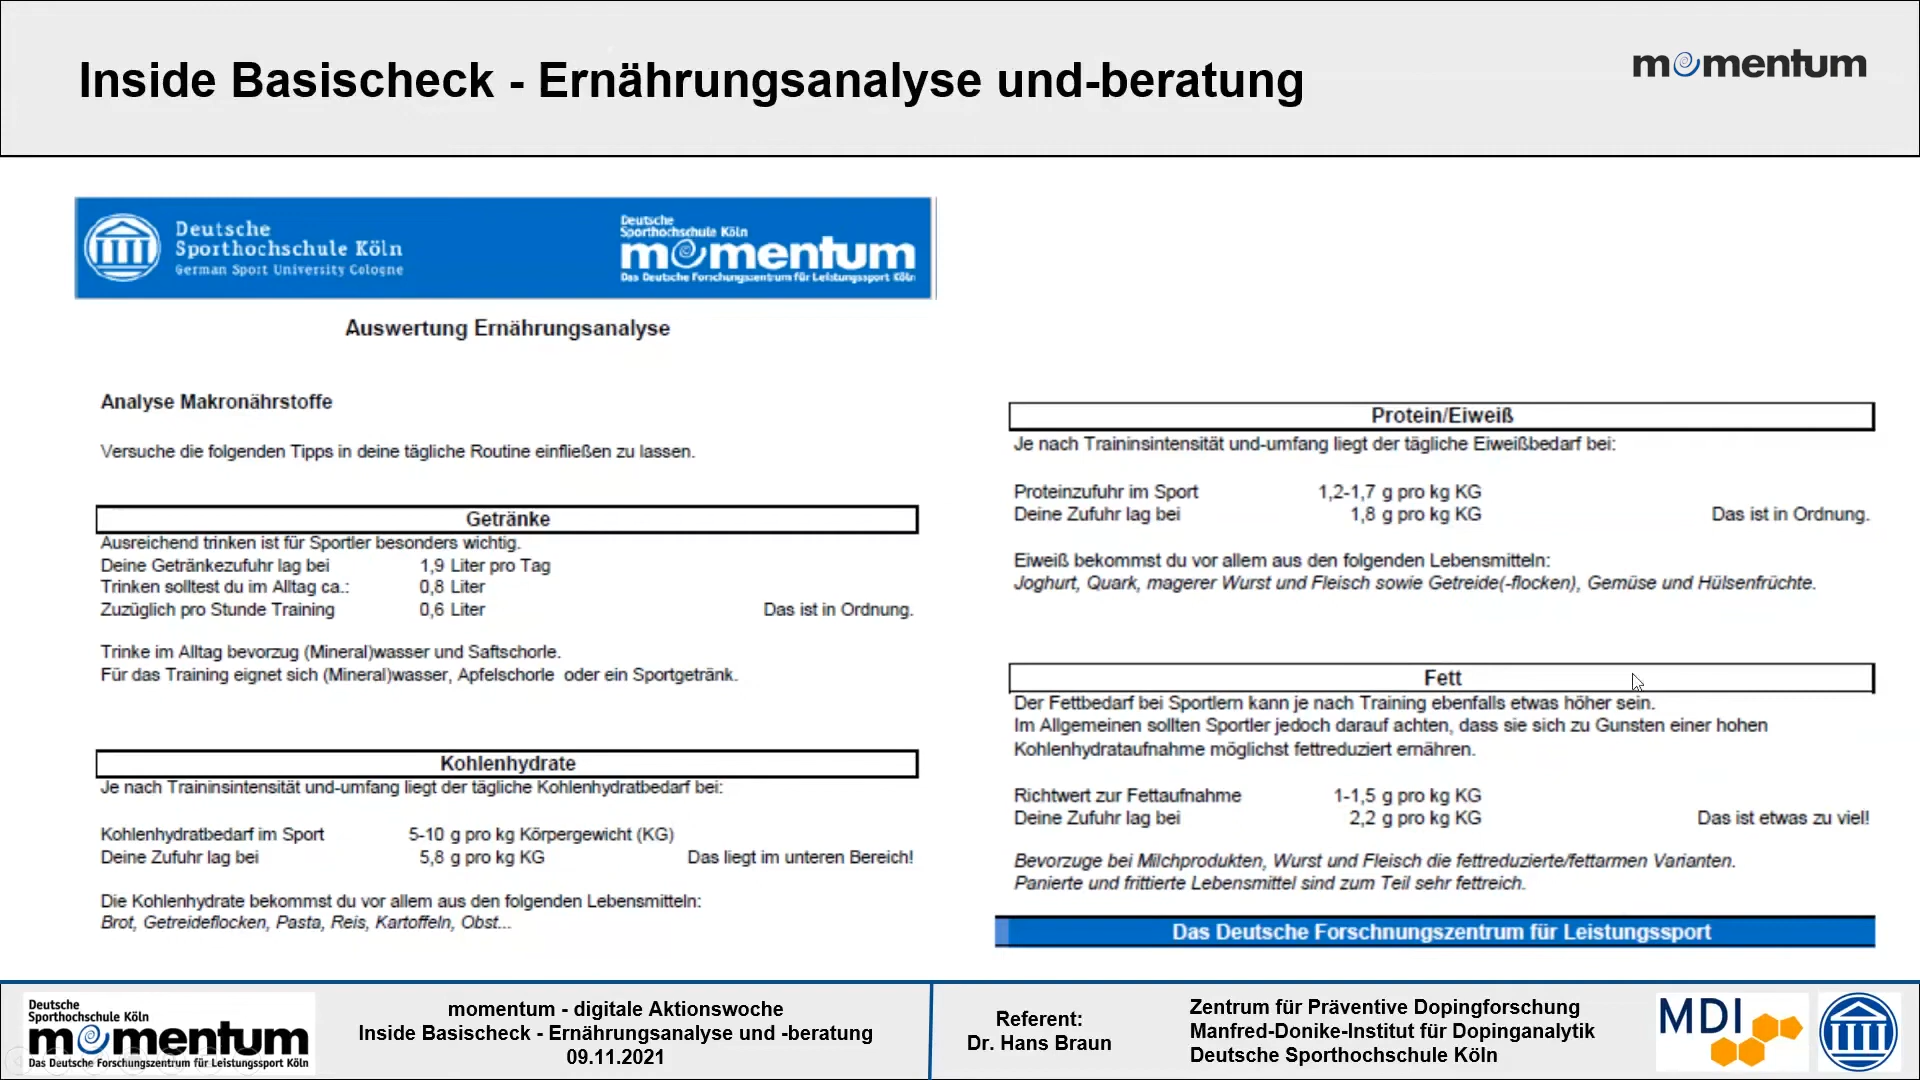 Inside Basischeck - Ernährungsanalyse und-beratung
momentum
Deutsche
Sporthochschule Köln
German Sport University Cologne
Deutsche
Sporthochschule Köln
momentum
Das Deutsche Forschungszentrum für Leistungssport Köln
Auswertung Ernährungsanalyse
Analyse Makronährstoffe
Versuche die folgenden Tipps in deine tägliche Routine einfließen zu lassen.
Getränke
Ausreichend trinken ist für Sportler besonders wichtig.
Deine Getränkezufuhr lag bei 1,9 Liter pro Tag
Trinken solltest du im Alltag ca.: 0,8 Liter
Zuzüglich pro Stunde Training 0,6 Liter Das ist in Ordnung.
Trinke im Alltag bevorzug (Mineral)wasser und Saftschorle.
Für das Training eignet sich (Mineral)wasser, Apfelschorle oder ein Sportgetränk.
Kohlenhydrate
Je nach Traininsintensität und-umfang liegt der tägliche Kohlenhydratbedarf bei:
Kohlenhydratbedarf im Sport 5-10 g pro kg Körpergewicht (KG)
Deine Zufuhr lag bei 5,8 g pro kg KG Das liegt im unteren Bereich!
Die Kohlenhydrate bekommst du vor allem aus den folgenden Lebensmitteln:
Brot, Getreideflocken, Pasta, Reis, Kartoffeln, Obst...
Protein/Eiweiß
Je nach Traininsintensität und-umfang liegt der tägliche Eiweißbedarf bei:
Proteinzufuhr im Sport 1,2-1,7 g pro kg KG
Deine Zufuhr lag bei 1,8 g pro kg KG Das ist in Ordnung.
Eiweiß bekommst du vor allem aus den folgenden Lebensmitteln:
Joghurt, Quark, magerer Wurst und Fleisch sowie Getreide(-flocken), Gemüse und Hülsenfrüchte.
Fett
Der Fettbedarf bei Sportlern kann je nach Training ebenfalls etwas höher sein.
Im Allgemeinen sollten Sportler jedoch darauf achten, dass sie sich zu Gunsten einer hohen
Kohlenhydrataufnahme möglichst fettreduziert ernähren.
Richtwert zur Fettaufnahme 1-1,5 g pro kg KG
Deine Zufuhr lag bei 2,2 g pro kg KG Das ist etwas zu viel!
Bevorzuge bei Milchprodukten, Wurst und Fleisch die fettreduzierte/fettarmen Varianten.
Panierte und frittierte Lebensmittel sind zum Teil sehr fettreich.
Das Deutsche Forschnungszentrum für Leistungssport
Deutsche
Sporthochschule Köln
momentum
Das Deutsche Forschungszentrum für Leistungssport Köln
momentum - digitale Aktionswoche
Inside Basischeck - Ernährungsanalyse und -beratung
09.11.2021
Referent:
Dr. Hans Braun
Zentrum für Präventive Dopingforschung
Manfred-Donike-Institut für Dopinganalytik
Deutsche Sporthochschule Köln
MDI